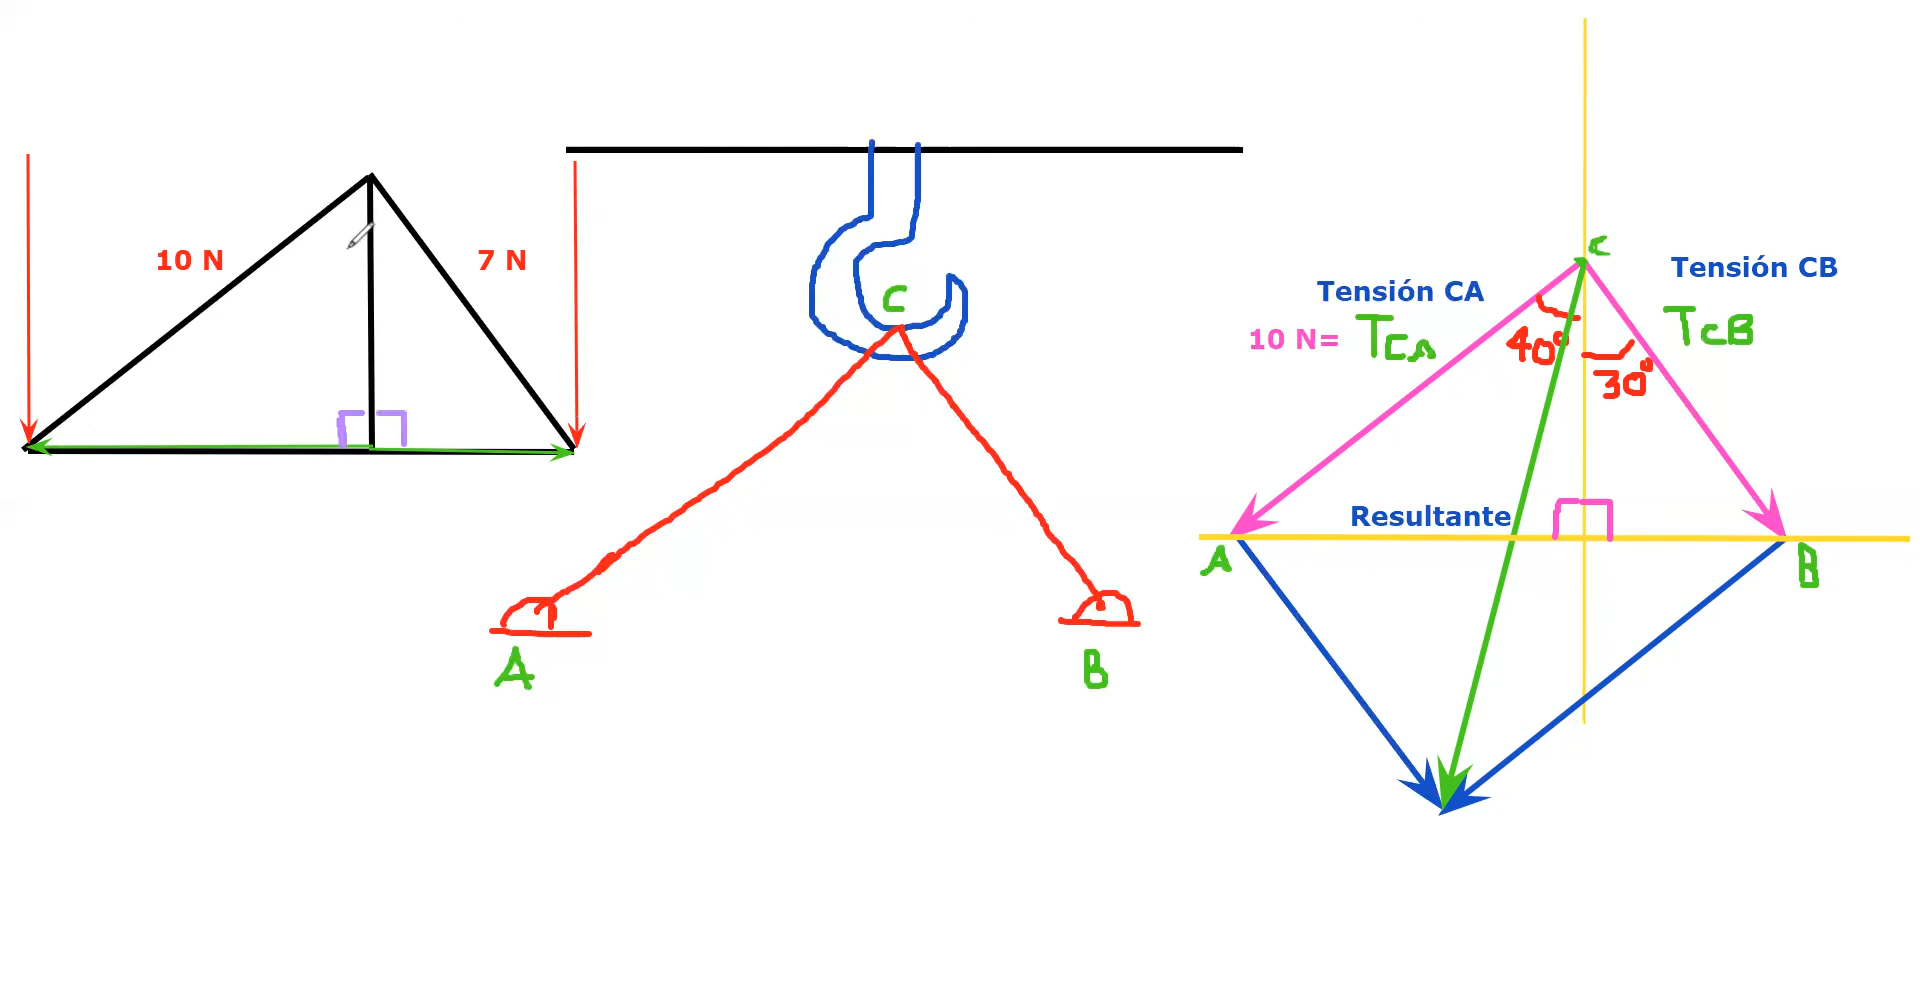 10 N
7 N
C
A
B
C
Tensión CA
Tensión CB
10 N= TCA
TCB
40°
30°
Resultante
A
B